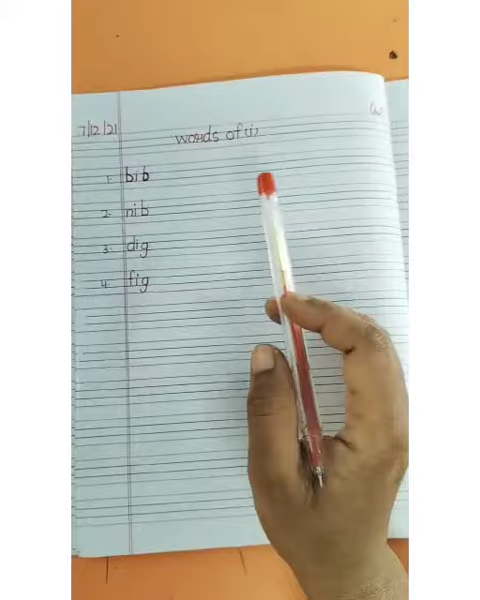 7/12/21
words of (i)
1. bib
2. nib
3. dig
4. fig